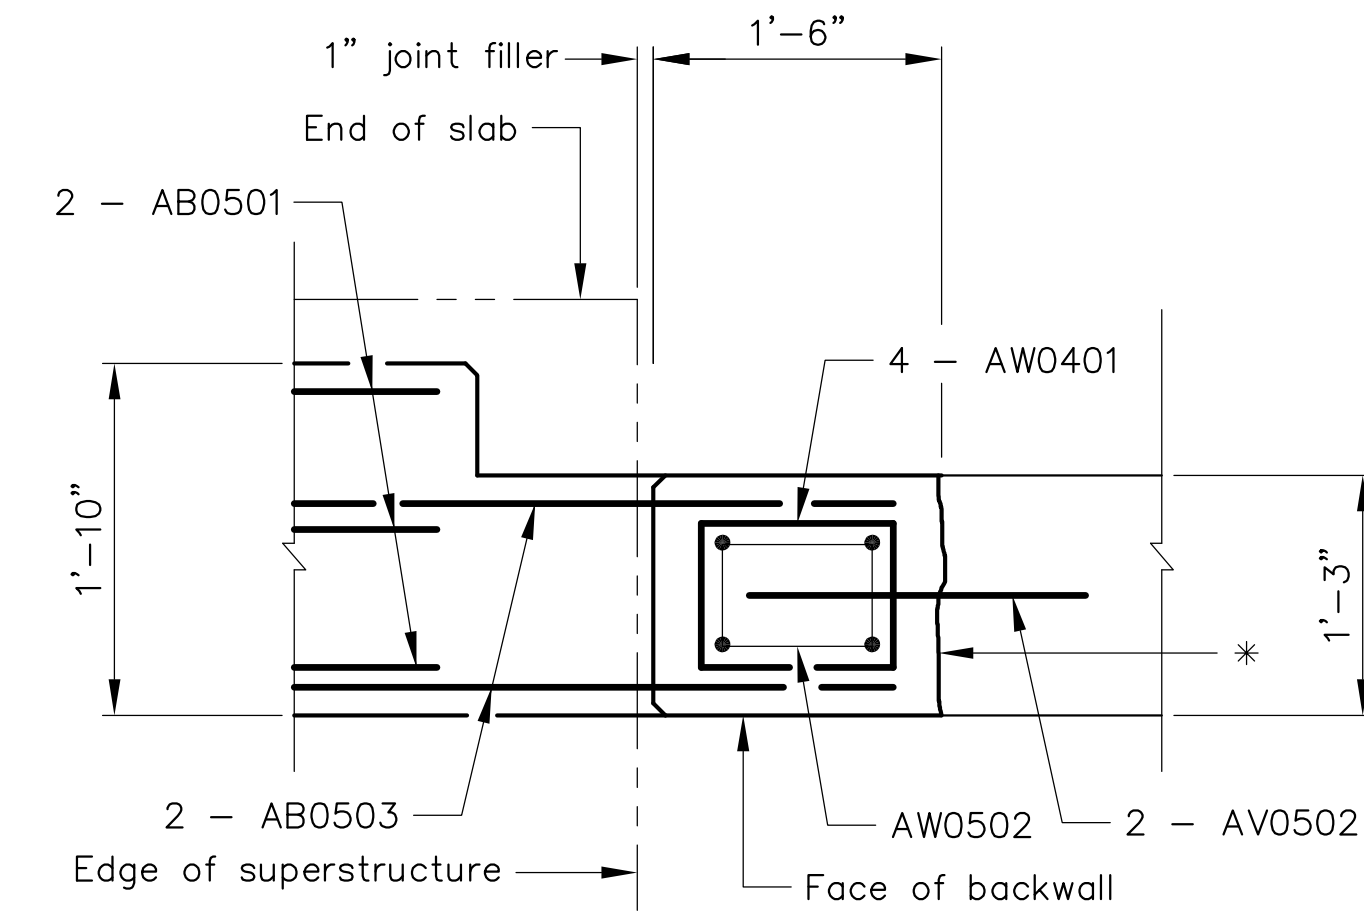 1'-6"
1" joint filler
End of slab
2 - AB0501
4 - AW0401
1'-10"
1'-3"
*
2 - AB0503
AW0502
2 - AV0502
Edge of superstructure
Face of backwall